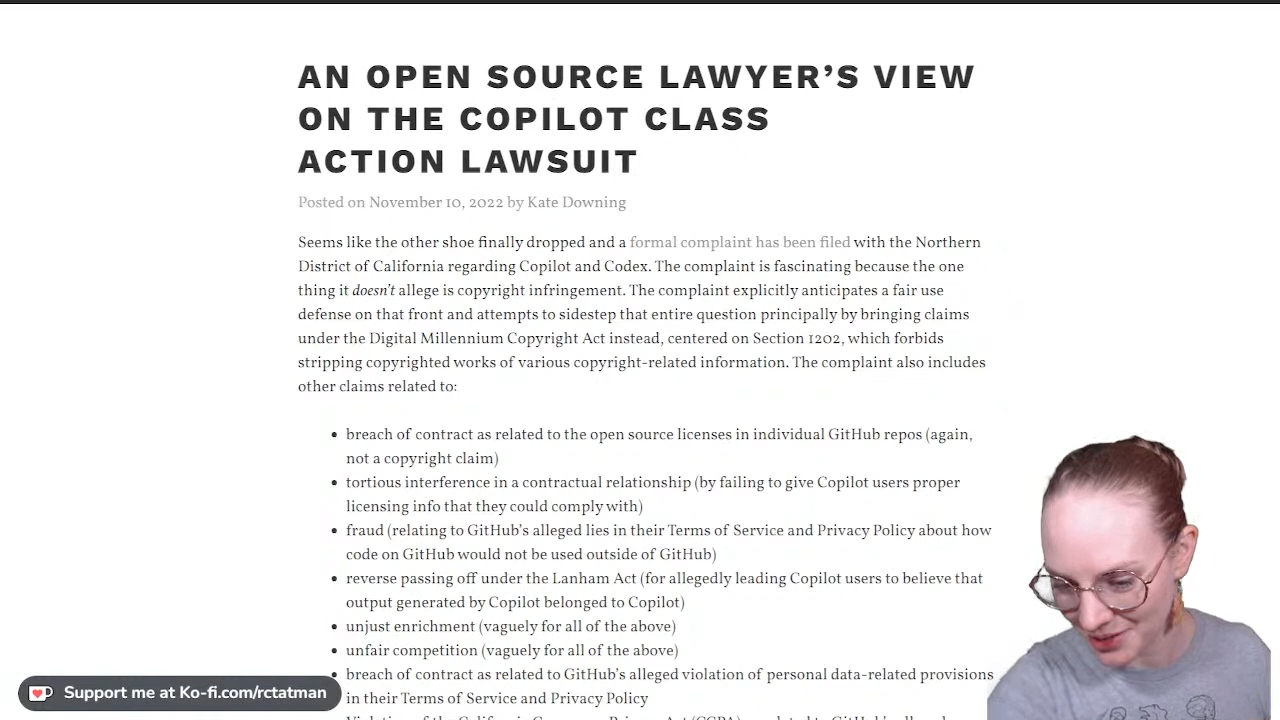 AN OPEN SOURCE LAWYER’S VIEW
ON THE COPILOT CLASS
ACTION LAWSUIT
Posted on November 10, 2022 by Kate Downing
Seems like the other shoe finally dropped and a formal complaint has been filed with the Northern
District of California regarding Copilot and Codex. The complaint is fascinating because the one
thing it doesn’t allege is copyright infringement. The complaint explicitly anticipates a fair use
defense on that front and attempts to sidestep that entire question principally by bringing claims
under the Digital Millennium Copyright Act instead, centered on Section 1202, which forbids
stripping copyrighted works of various copyright-related information. The complaint also includes
other claims related to:
• breach of contract as related to the open source licenses in individual GitHub repos (again,
not a copyright claim)
• tortious interference in a contractual relationship (by failing to give Copilot users proper
licensing info that they could comply with)
• fraud (relating to GitHub’s alleged lies in their Terms of Service and Privacy Policy about how
code on GitHub would not be used outside of GitHub)
• reverse passing off under the Lanham Act (for allegedly leading Copilot users to believe that
output generated by Copilot belonged to Copilot)
• unjust enrichment (vaguely for all of the above)
• unfair competition (vaguely for all of the above)
• breach of contract as related to GitHub’s alleged violation of personal data-related provisions
in their Terms of Service and Privacy Policy
Support me at Ko-fi.com/rctatman